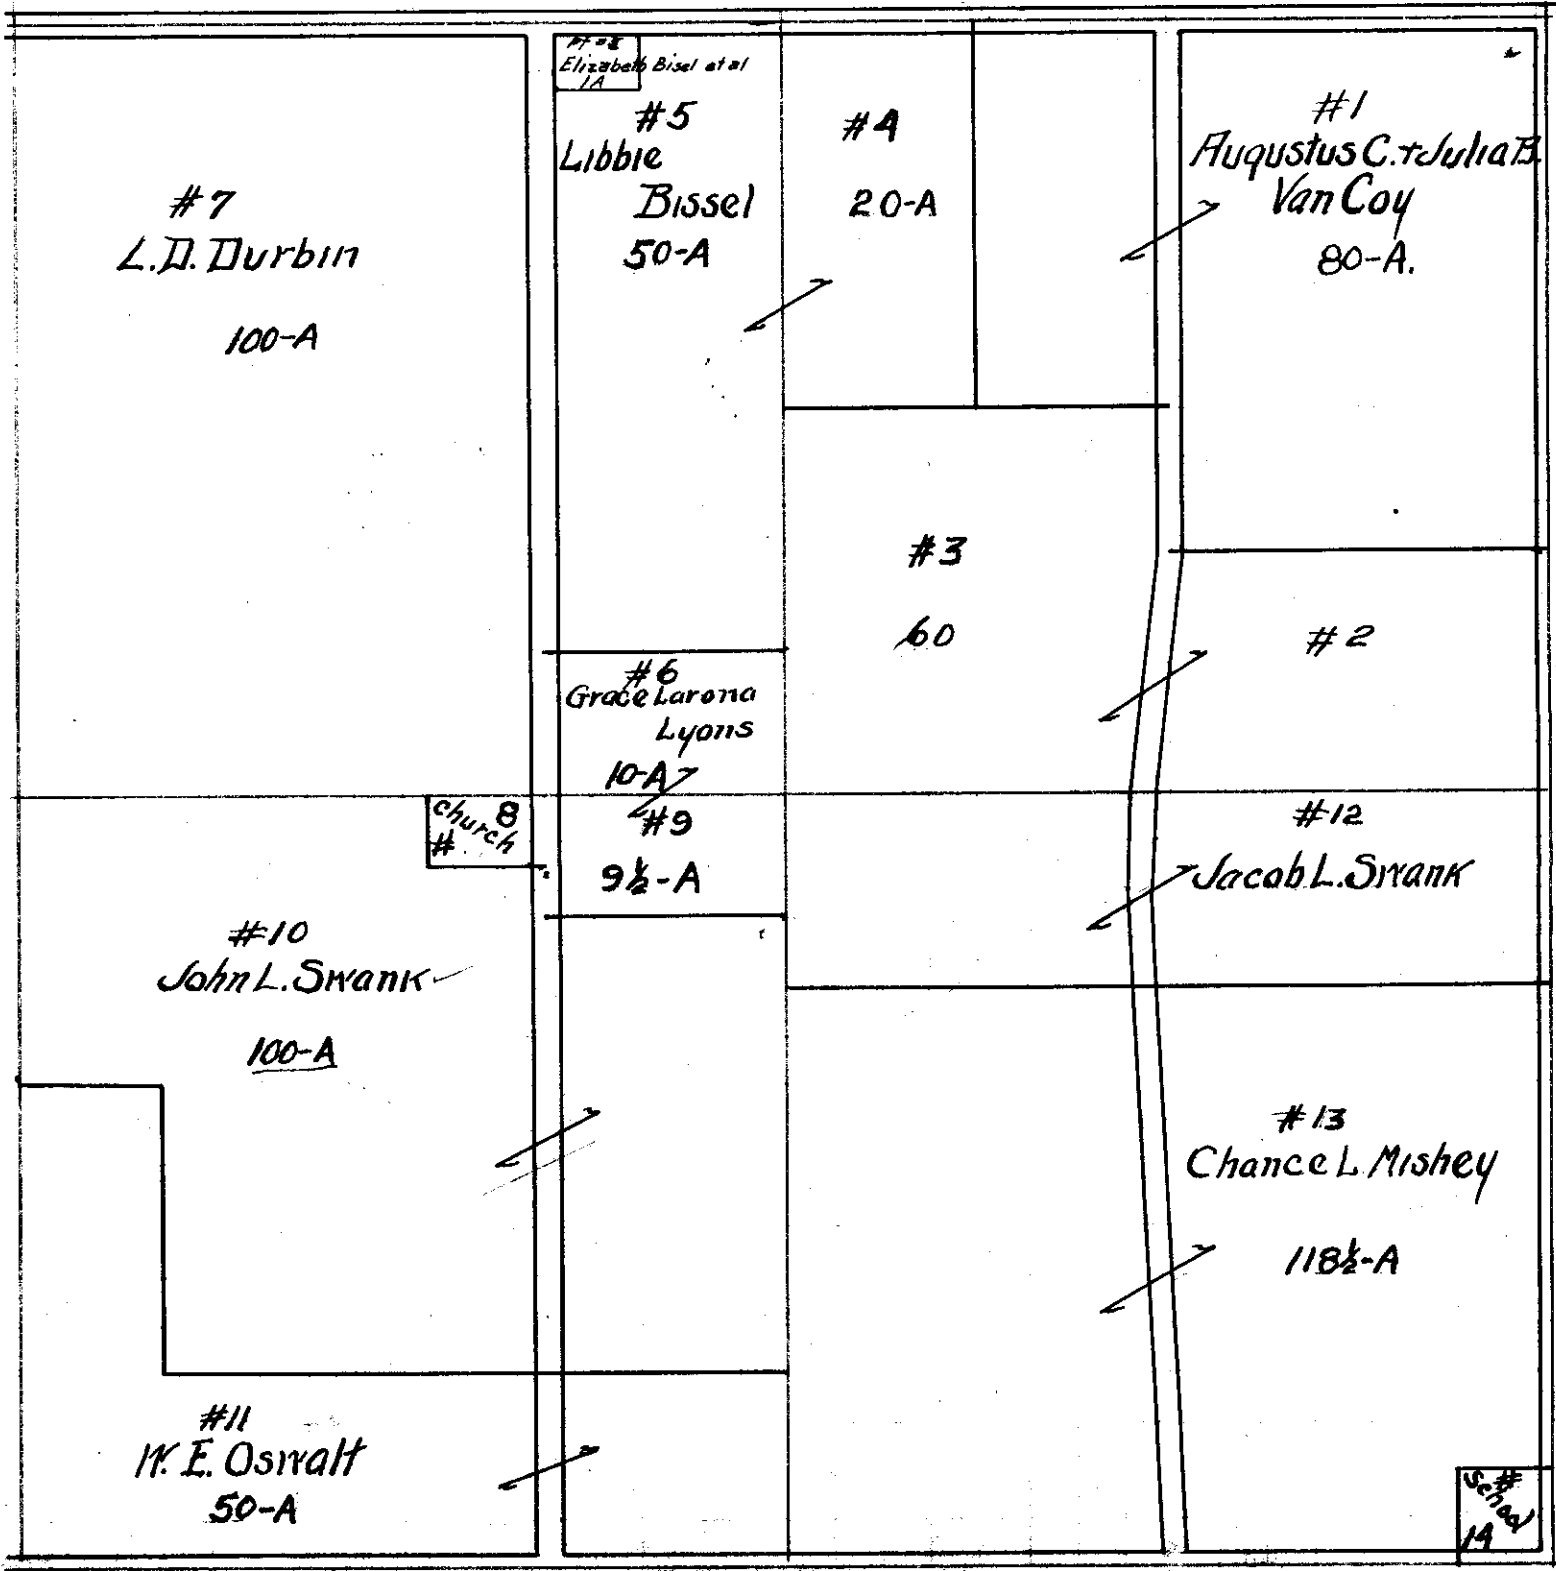 Elizabeth Bisel et al
1A
#5
Libbie
Bissel
50-A
#4
20-A
#1
Augustus C. + Julia B.
Van Coy
80-A.
#7
L.D. Durbin
100-A
#3
60
#2
#6
Grace Larona
Lyons
10-A
church 8
#
#9
9½-A
#12
Jacob L. Swank
#10
John L. Swank
100-A
#13
Chance L Mishey
118½-A
#11
W. E. Oswalt
50-A
#
School
14